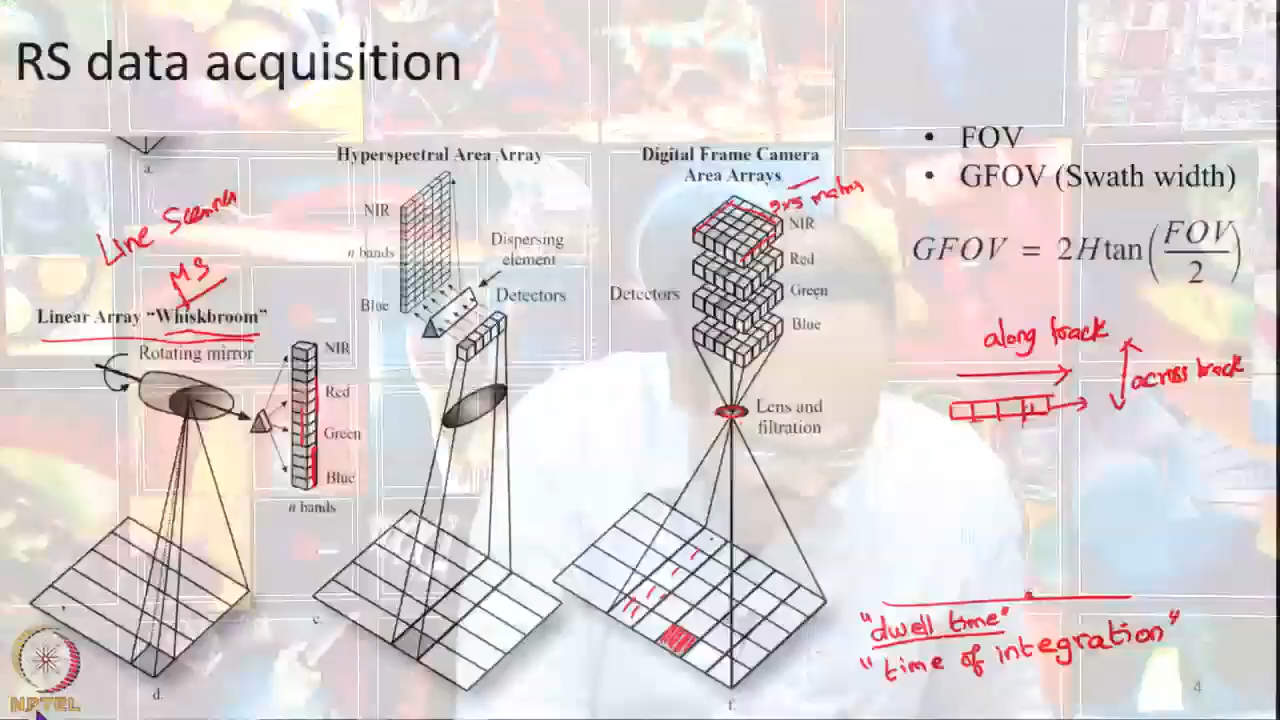 RS data acquisition
a.
Line Scanner
MS
Linear Array "Whiskbroom"
Rotating mirror
NIR
Red
Green
Blue
n bands
d.
Hyperspectral Area Array
NIR
n bands
Blue
Dispersing
element
Detectors
e.
Digital Frame Camera
Area Arrays
5x5 matrix
NIR
Red
Green
Blue
Detectors
Lens and
filtration
f.
• FOV
• GFOV (Swath width)
GFOV = 2H tan(FOV/2)
along track
across track
"dwell time"
"time of integration"
NPTEL
4